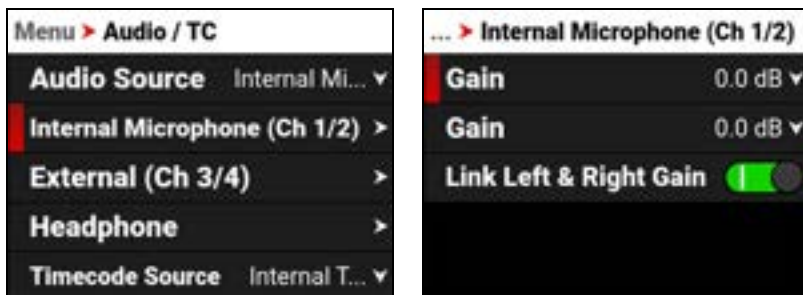 Menu > Audio / TC
Audio Source Internal Mi...
Internal Microphone (Ch 1/2) >
External (Ch 3/4) >
Headphone >
Timecode Source Internal T...
... > Internal Microphone (Ch 1/2)
Gain 0.0 dB
Gain 0.0 dB
Link Left & Right Gain